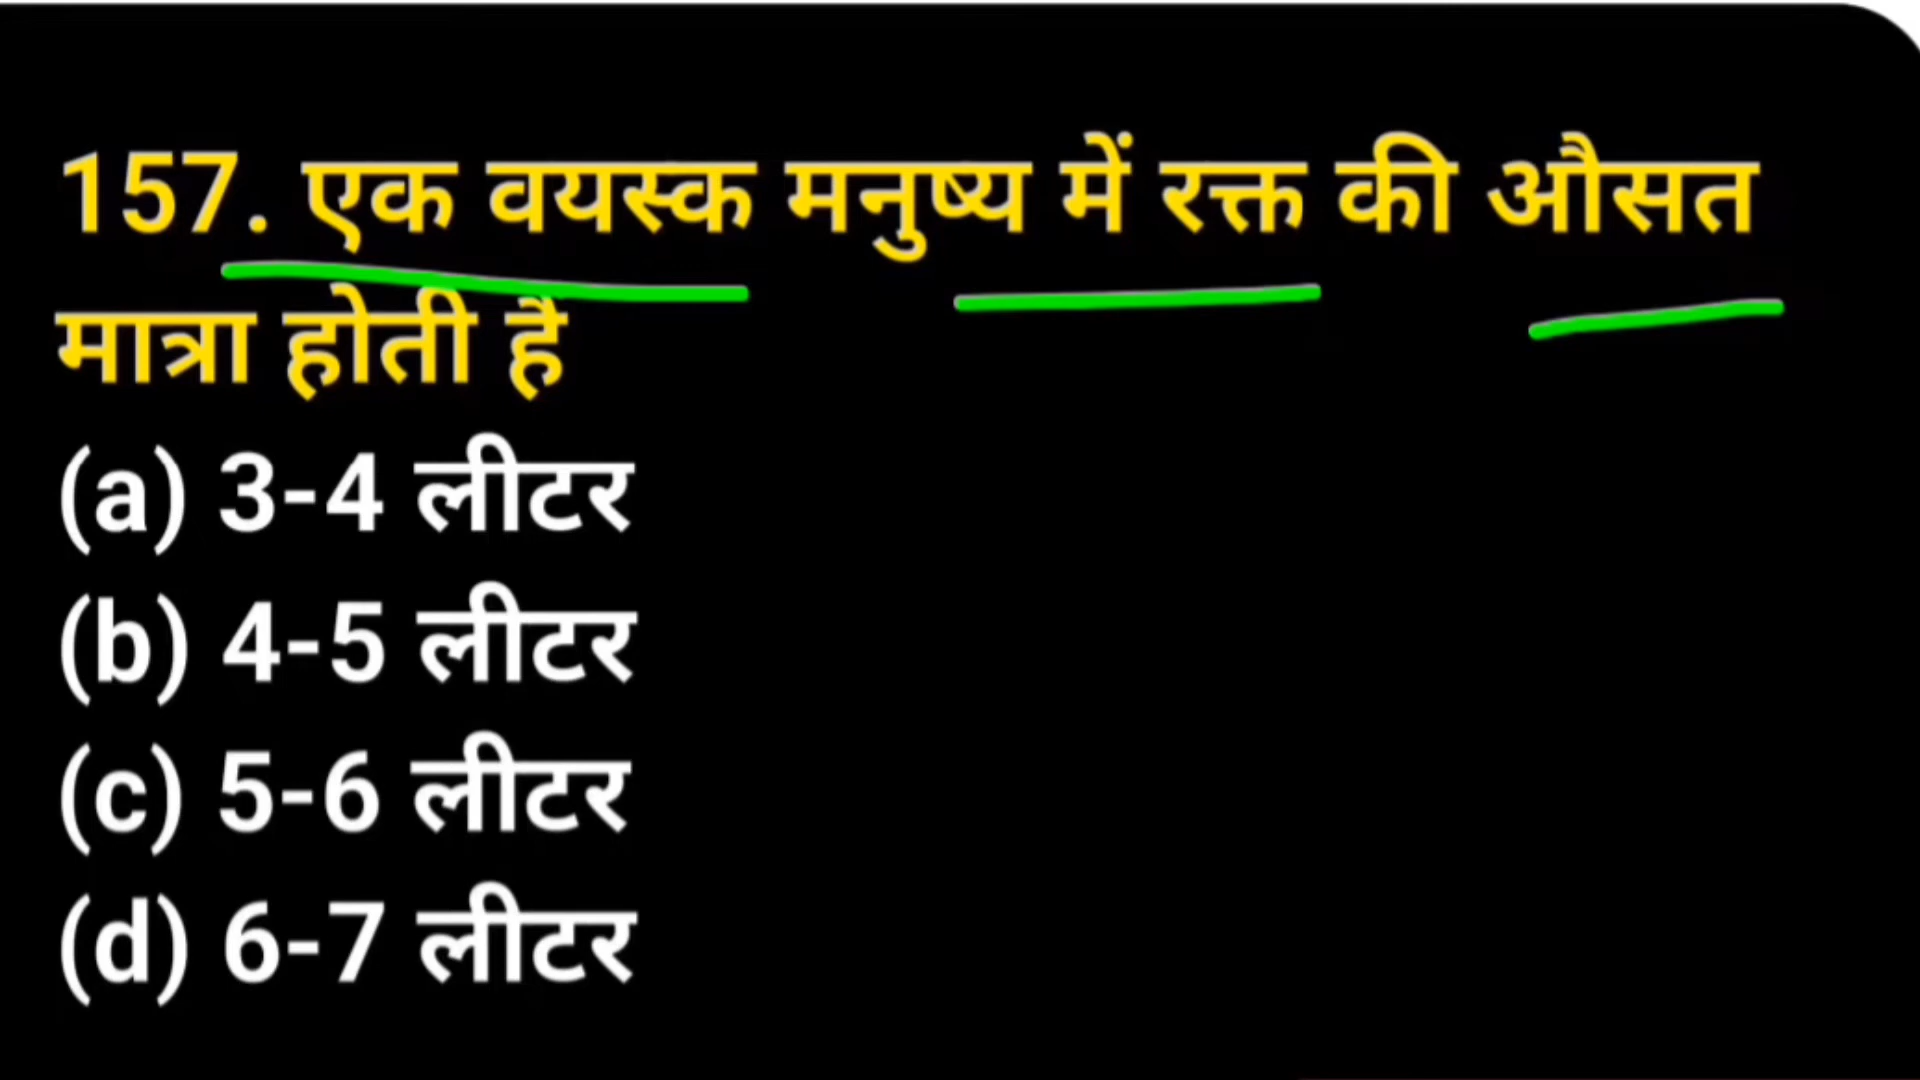 157. एक वयस्क मनुष्य में रक्त की औसत
मात्रा होती है
(a) 3-4 लीटर
(b) 4-5 लीटर
(c) 5-6 लीटर
(d) 6-7 लीटर